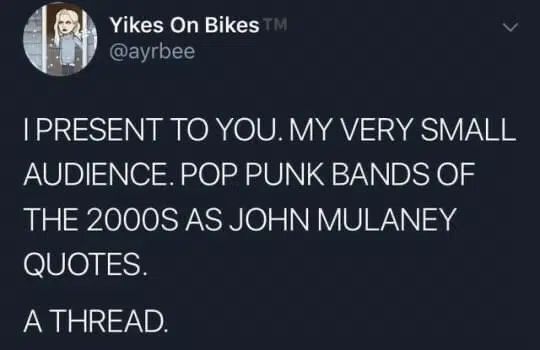 Yikes On Bikes TM
@ayrbee
I PRESENT TO YOU. MY VERY SMALL
AUDIENCE. POP PUNK BANDS OF
THE 2000S AS JOHN MULANEY
QUOTES.
A THREAD.